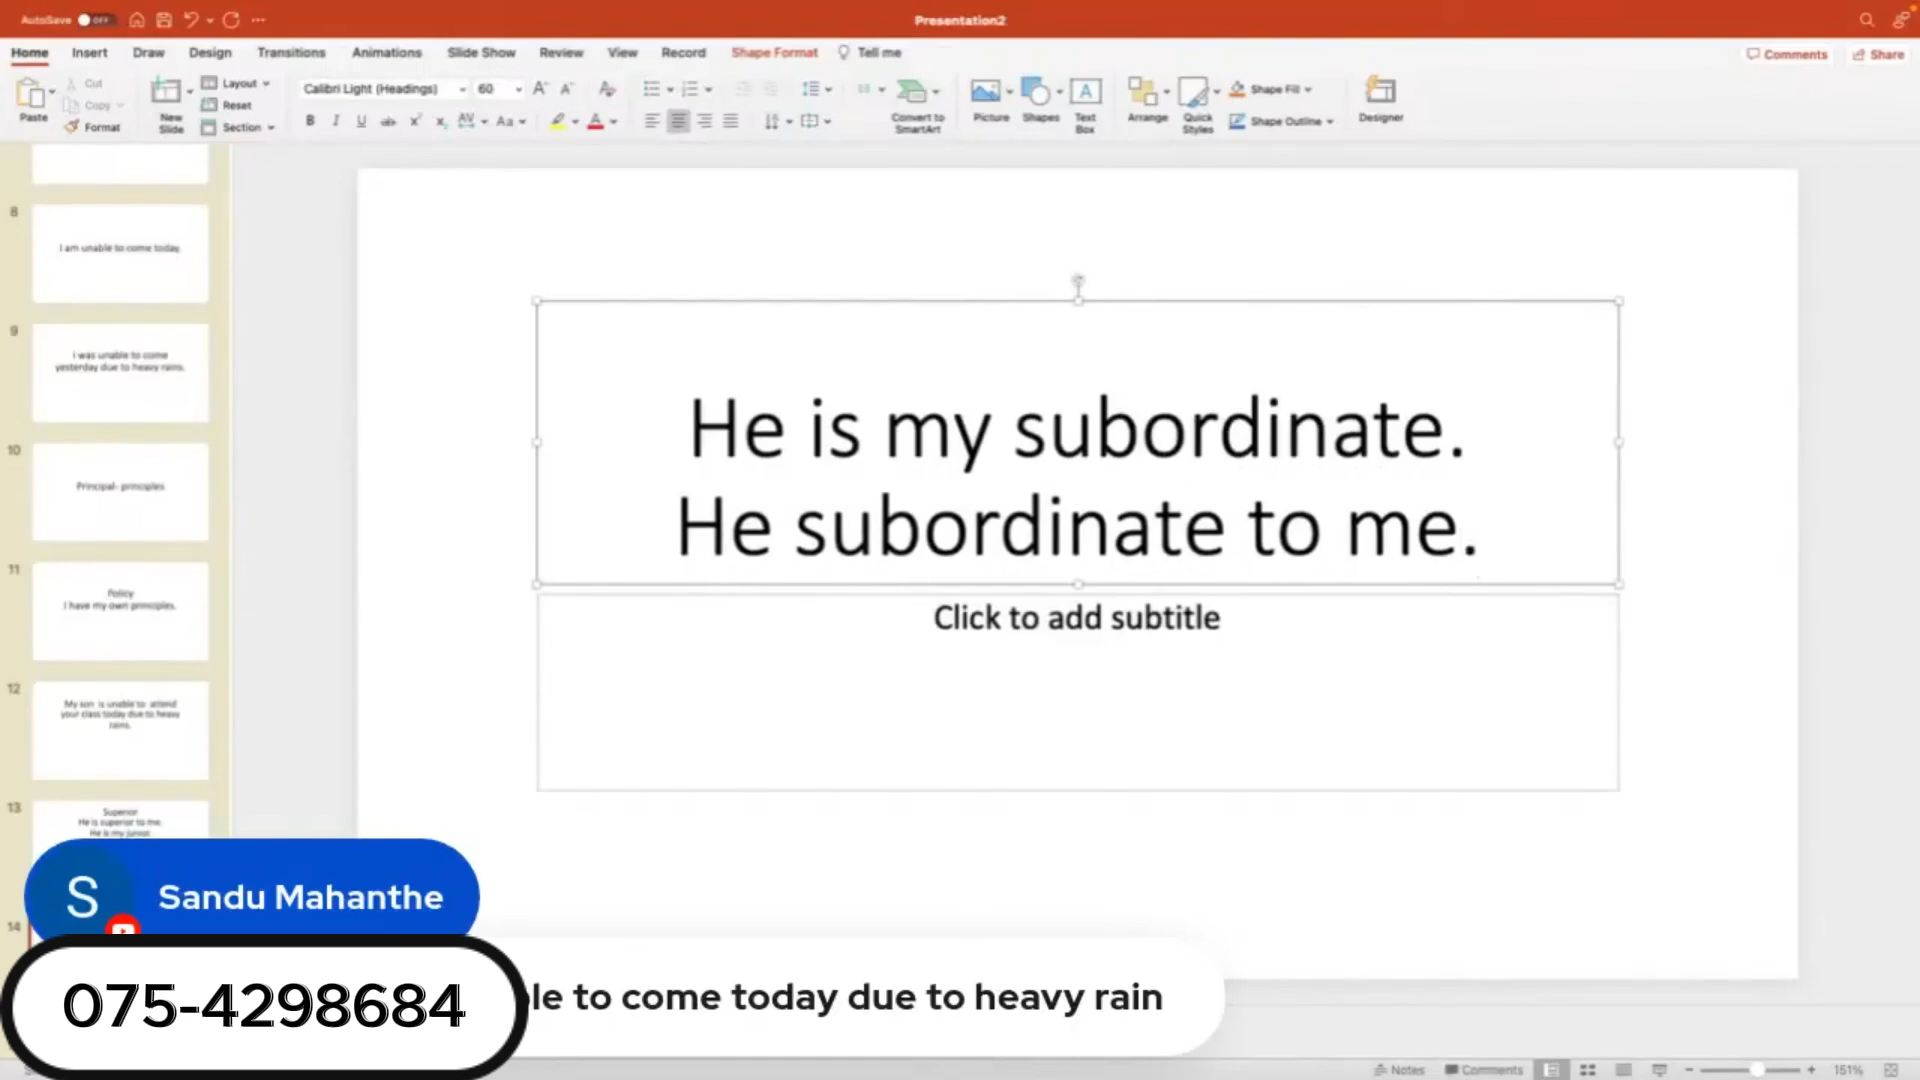 AutoSave OFF
Presentation2
Home Insert Draw Design Transitions Animations Slide Show Review View Record Shape Format Tell me
Comments Share
Paste
Cut
Copy
Format
New Slide
Layout
Reset
Section
Calibri Light (Headings) 60
Convert to SmartArt
Picture
Shapes
Text Box
Arrange
Quick Styles
Shape Fill
Shape Outline
Designer
8
I am unable to come today.
9
I was unable to come
yesterday due to heavy rains.
10
Principal- principles
11
Policy
I have my own principles.
12
My son is unable to attend
your class today due to heavy
rains.
13
Superior
He is superior to me.
He is my junior
14
He is my subordinate.
He subordinate to me.
Click to add subtitle
S
Sandu Mahanthe
075-4298684
le to come today due to heavy rain
Notes Comments 151%